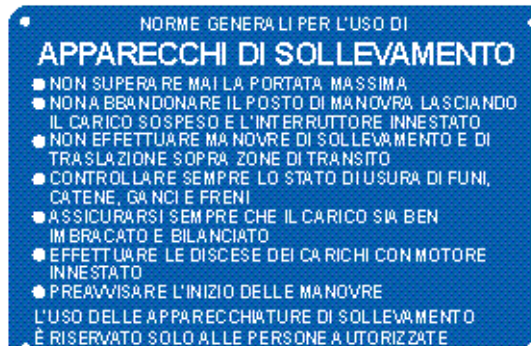 NORME GENERALI PER L'USO DI
APPARECCHI DI SOLLEVAMENTO
● NON SUPERARE MAI LA PORTATA MASSIMA
● NON ABBANDONARE IL POSTO DI MANOVRA LASCIANDO
IL CARICO SOSPESO E L'INTERRUTTORE INNESTATO
● NON EFFETTUARE MANOVRE DI SOLLEVAMENTO E DI
TRASLAZIONE SOPRA ZONE DI TRANSITO
● CONTROLLARE SEMPRE LO STATO DI USURA DI FUNI,
CATENE, GANCI E FRENI
● ASSICURARSI SEMPRE CHE IL CARICO SIA BEN
IMBRACATO E BILANCIATO
● EFFETTUARE LE DISCESE DEI CARICHI CON MOTORE
INNESTATO
● PREAVVISARE L'INIZIO DELLE MANOVRE
L'USO DELLE APPARECCHIATURE DI SOLLEVAMENTO
È RISERVATO SOLO ALLE PERSONE AUTORIZZATE